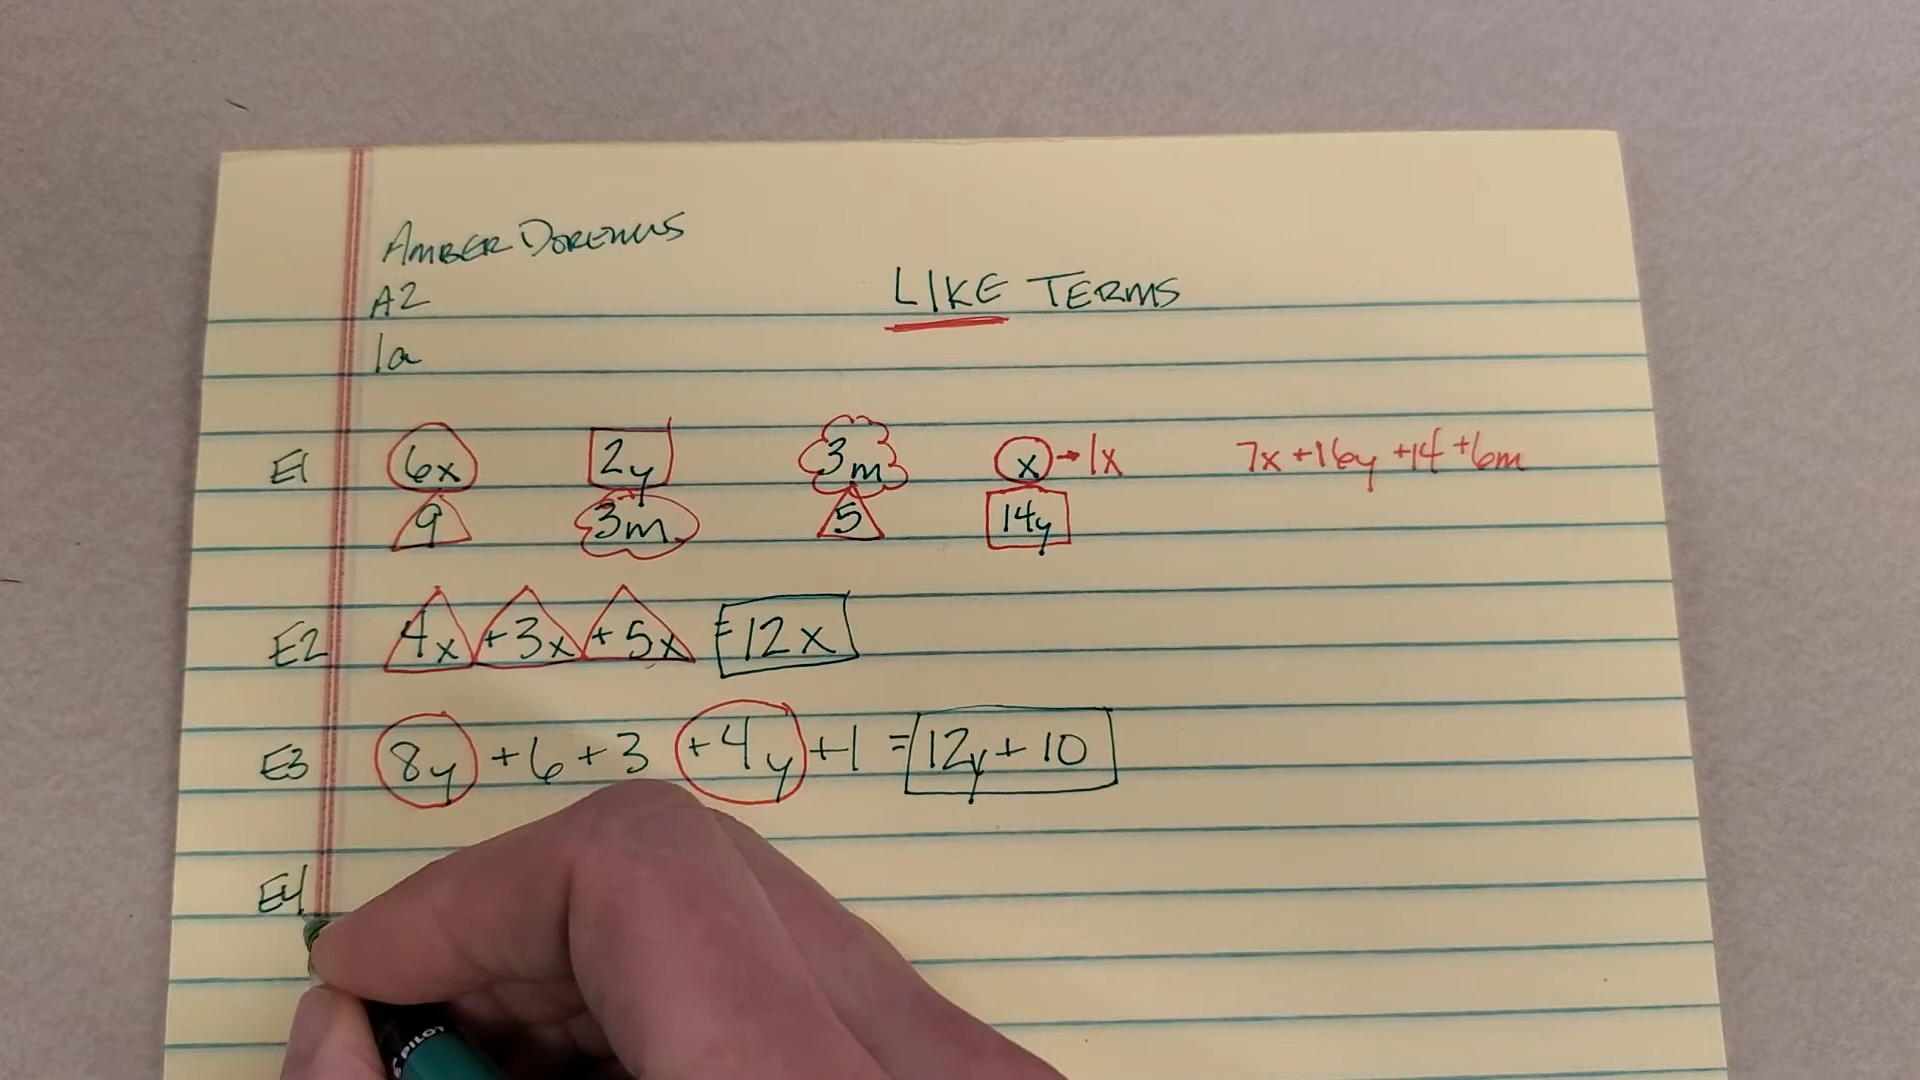 AMBER DOREMUS
A2
LIKE TERMS
1a
E1 6x 2y 3m x → 1x 7x + 16y + 14 + 6m
9 3m 5 14y
E2 4x + 3x + 5x = 12x
E3 8y + 6 + 3 + 4y + 1 = 12y + 10
E4
PILOT